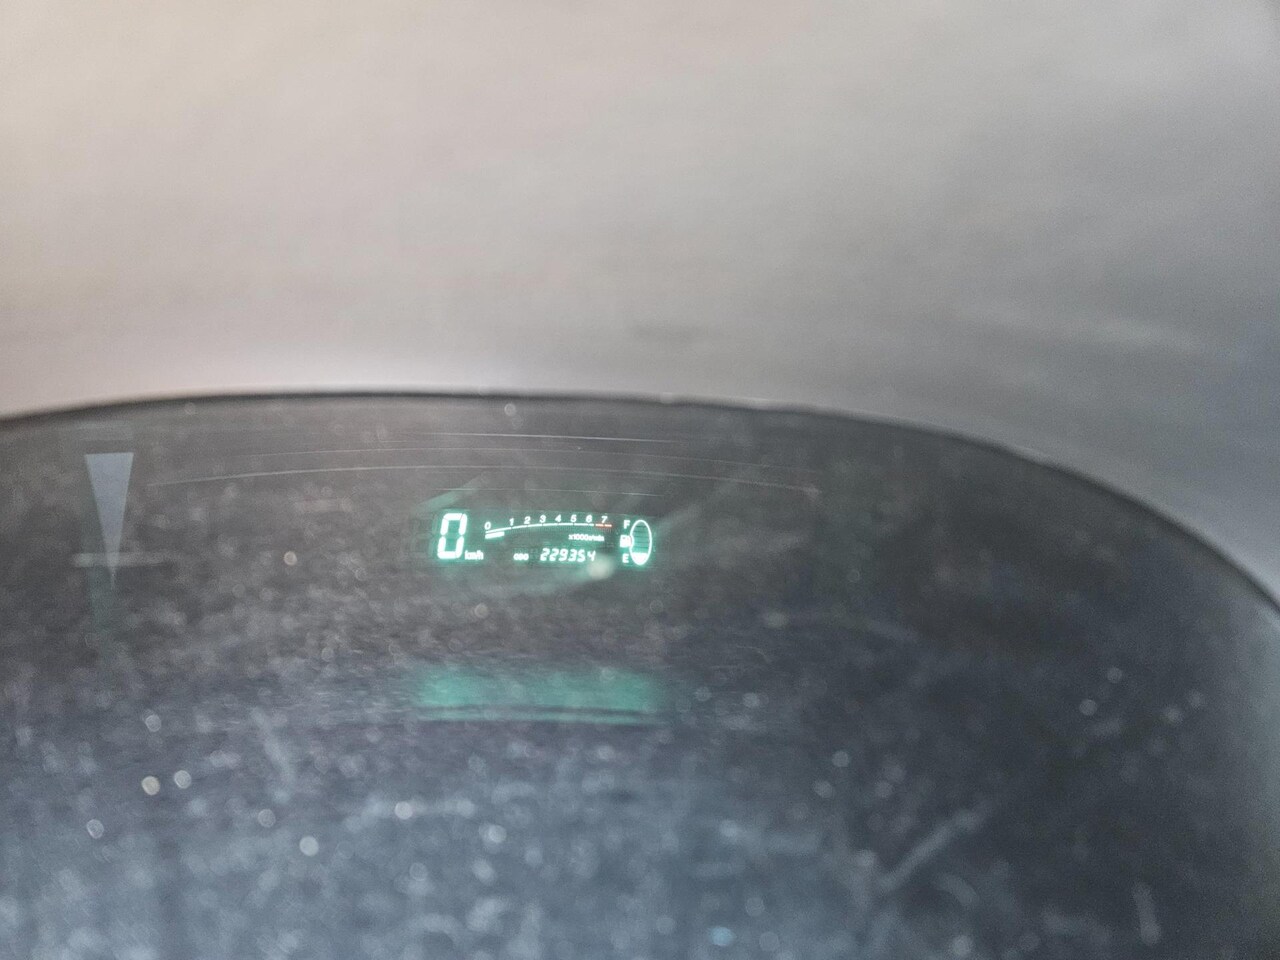 0 km/h
0 1 2 3 4 5 6 7
x1000r/min
ODO 229354
F
E